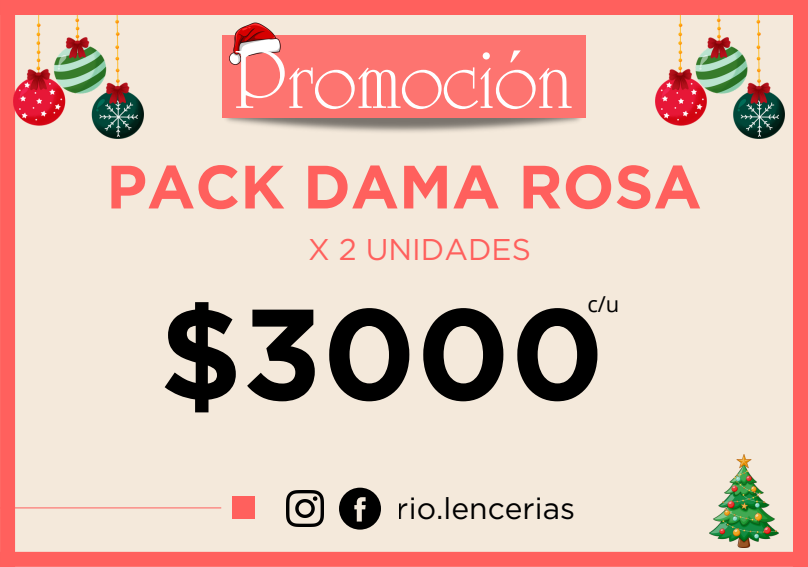 Promoción
PACK DAMA ROSA
X 2 UNIDADES
$3000 c/u
rio.lencerias